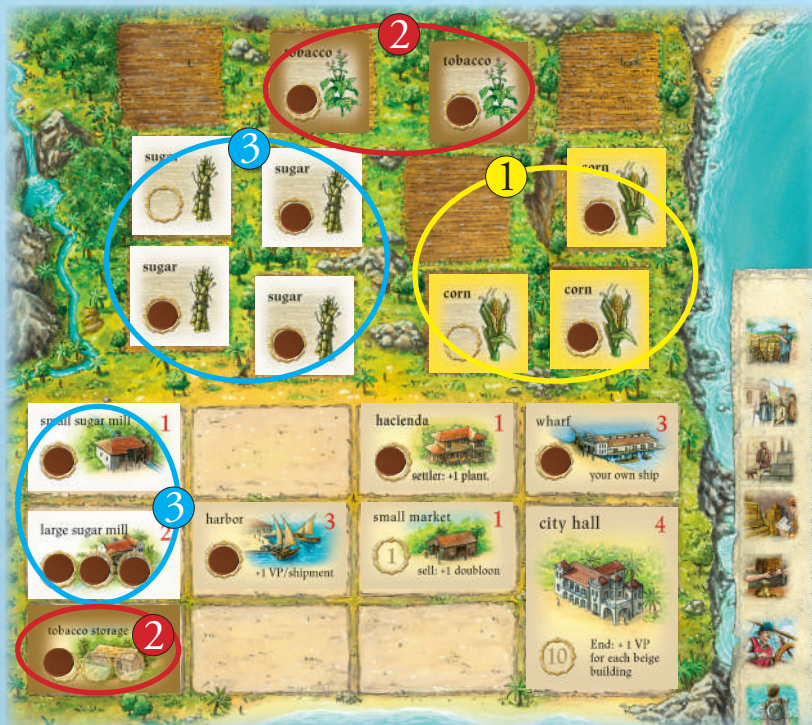 2
tobacco
tobacco
3
sugar
sugar
1
corn
sugar
sugar
corn
corn
small sugar mill
1
hacienda
1
settler: +1 plant.
wharf
3
your own ship
3
large sugar mill
2
harbor
3
+1 VP/shipment
small market
1
1
sell: +1 doubloon
city hall
4
10
End: + 1 VP
for each beige
building
tobacco storage
2